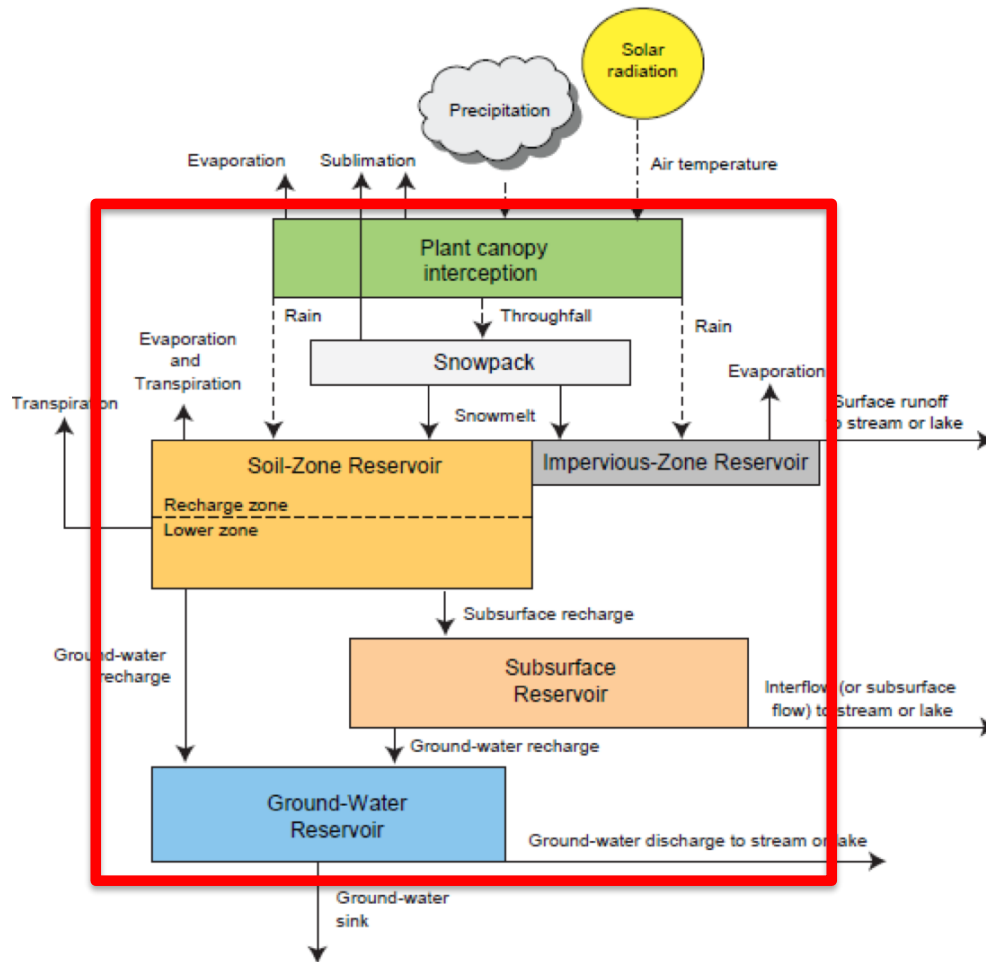 Solar
radiation
Precipitation
Evaporation
Sublimation
Air temperature
Plant canopy
interception
Rain
Throughfall
Rain
Evaporation
and
Transpiration
Snowpack
Evaporation
Transpiration
Snowmelt
Surface runoff
to stream or lake
Soil-Zone Reservoir
Impervious-Zone Reservoir
Recharge zone
Lower zone
Subsurface recharge
Ground-water
recharge
Subsurface
Reservoir
Interflow (or subsurface
flow) to stream or lake
Ground-water recharge
Ground-Water
Reservoir
Ground-water discharge to stream or lake
Ground-water
sink